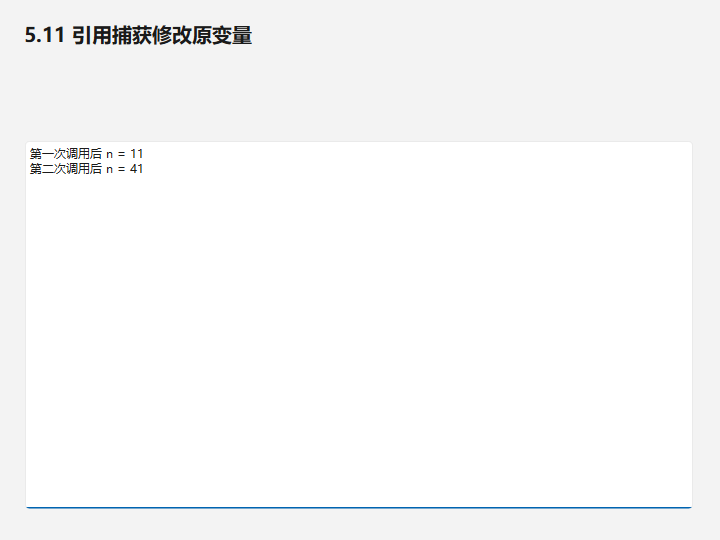 5.11 引用捕获修改原变量
第一次调用后 n = 11
第二次调用后 n = 41